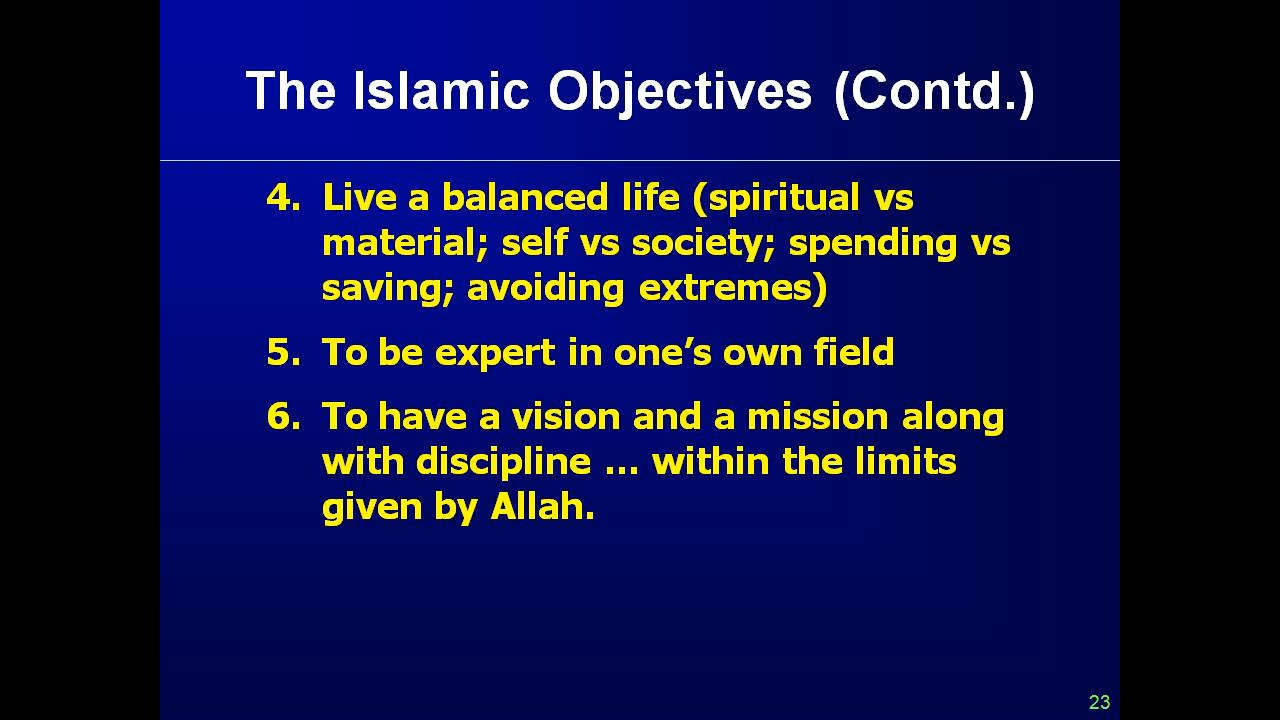 The Islamic Objectives (Contd.)
4. Live a balanced life (spiritual vs
material; self vs society; spending vs
saving; avoiding extremes)
5. To be expert in one’s own field
6. To have a vision and a mission along
with discipline … within the limits
given by Allah.
23